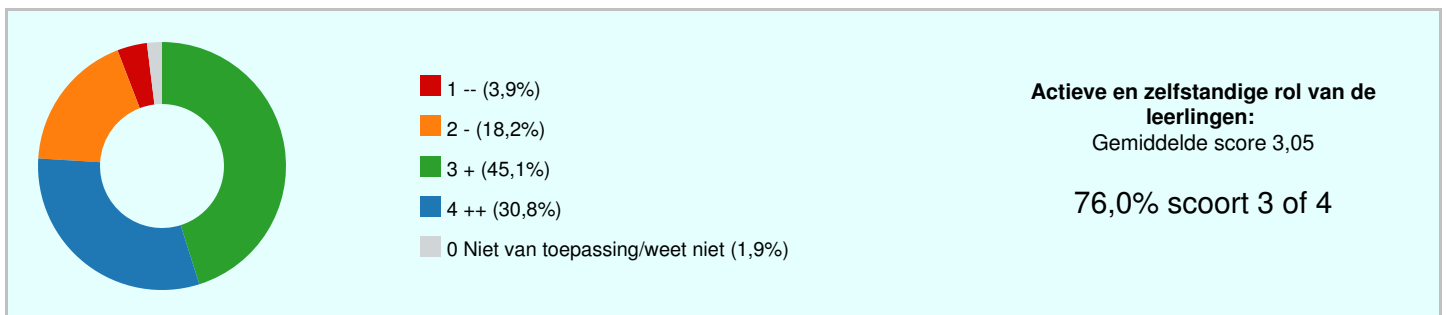 1 -- (3,9%)
2 - (18,2%)
3 + (45,1%)
4 ++ (30,8%)
0 Niet van toepassing/weet niet (1,9%)
Actieve en zelfstandige rol van de
leerlingen:
Gemiddelde score 3,05
76,0% scoort 3 of 4